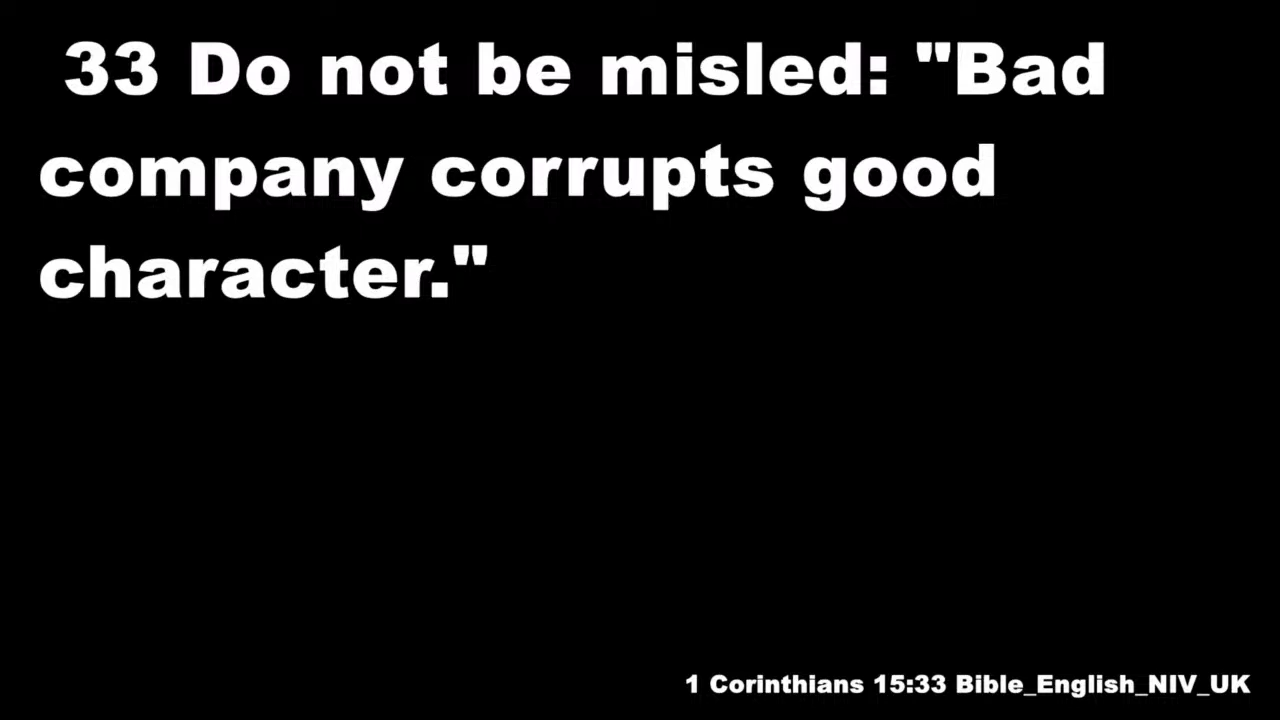 33 Do not be misled: "Bad
company corrupts good
character."
1 Corinthians 15:33 Bible_English_NIV_UK